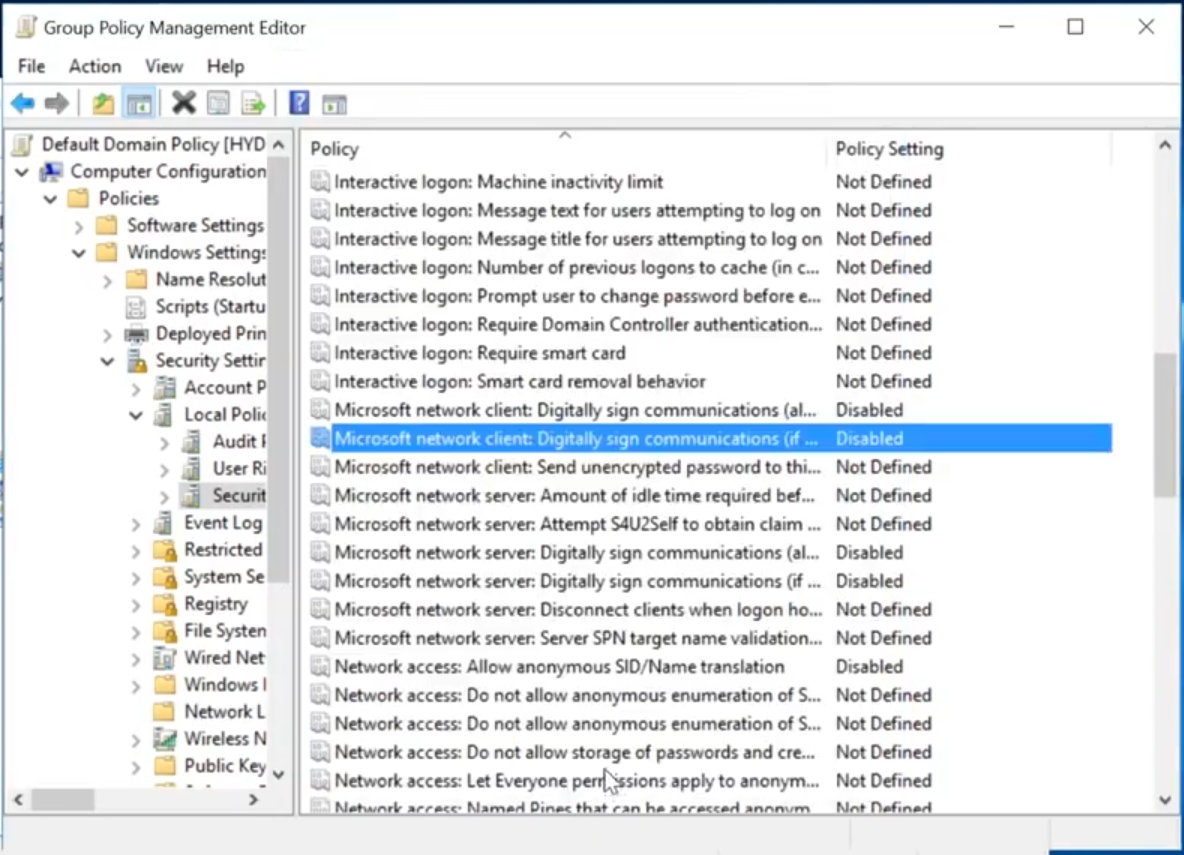 Group Policy Management Editor
File Action View Help
Default Domain Policy [HYD
Computer Configuration
Policies
Software Settings
Windows Settings
Name Resolut
Scripts (Startu
Deployed Prin
Security Settin
Account P
Local Polic
Audit P
User Ri
Securit
Event Log
Restricted
System Se
Registry
File System
Wired Net
Windows
Network L
Wireless N
Public Key
Policy Policy Setting
Interactive logon: Machine inactivity limit Not Defined
Interactive logon: Message text for users attempting to log on Not Defined
Interactive logon: Message title for users attempting to log on Not Defined
Interactive logon: Number of previous logons to cache (in c... Not Defined
Interactive logon: Prompt user to change password before e... Not Defined
Interactive logon: Require Domain Controller authentication... Not Defined
Interactive logon: Require smart card Not Defined
Interactive logon: Smart card removal behavior Not Defined
Microsoft network client: Digitally sign communications (al... Disabled
Microsoft network client: Digitally sign communications (if ... Disabled
Microsoft network client: Send unencrypted password to thi... Not Defined
Microsoft network server: Amount of idle time required bef... Not Defined
Microsoft network server: Attempt S4U2Self to obtain claim ... Not Defined
Microsoft network server: Digitally sign communications (al... Disabled
Microsoft network server: Digitally sign communications (if ... Disabled
Microsoft network server: Disconnect clients when logon ho... Not Defined
Microsoft network server: Server SPN target name validation... Not Defined
Network access: Allow anonymous SID/Name translation Disabled
Network access: Do not allow anonymous enumeration of S... Not Defined
Network access: Do not allow anonymous enumeration of S... Not Defined
Network access: Do not allow storage of passwords and cre... Not Defined
Network access: Let Everyone permissions apply to anonym... Not Defined
Network access: Named Pipes that can be accessed anonym... Not Defined